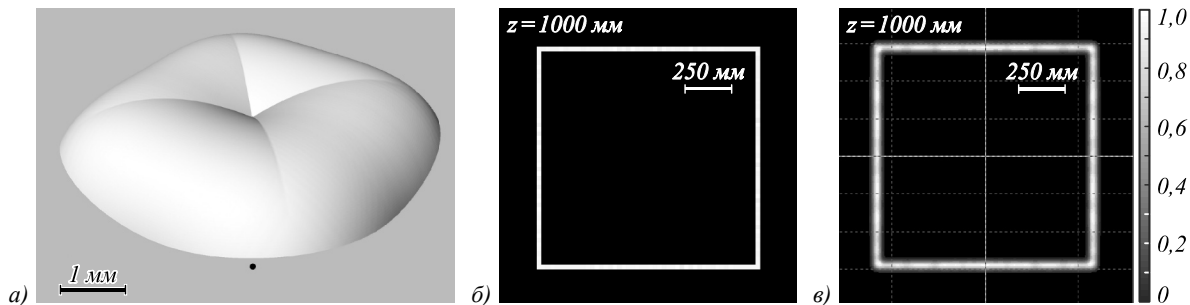 z = 1000 мм
z = 1000 мм
250 мм
250 мм
1 мм
1,0
0,8
0,6
0,4
0,2
0
а)
б)
в)